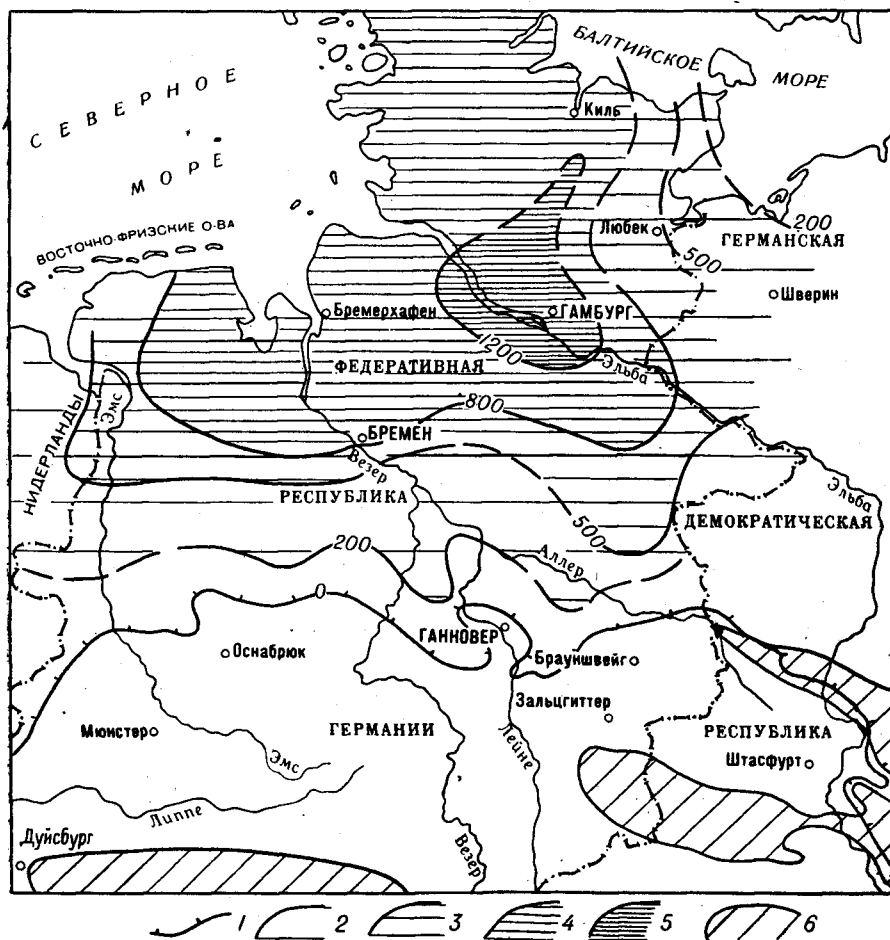 БАЛТИЙСКОЕ
МОРЕ
СЕВЕРНОЕ
МОРЕ
Киль
ВОСТОЧНО-ФРИЗСКИЕ О-ВА
200
Любек
ГЕРМАНСКАЯ
500
Шверин
Бремерхафен
ГАМБУРГ
1200
ФЕДЕРАТИВНАЯ
Эльба
НИДЕРЛАНДЫ
Эмс
800
БРЕМЕН
Везер
РЕСПУБЛИКА
Эльба
ДЕМОКРАТИЧЕСКАЯ
500
200
Аллер
0
ГАННОВЕР
Оснабрюк
Брауншвейг
Зальцгиттер
Мюнстер
ГЕРМАНИИ
Лейне
РЕСПУБЛИКА
Штасфурт
Эмс
Липпе
Дуйсбург
Везер
1 2 3 4 5 6